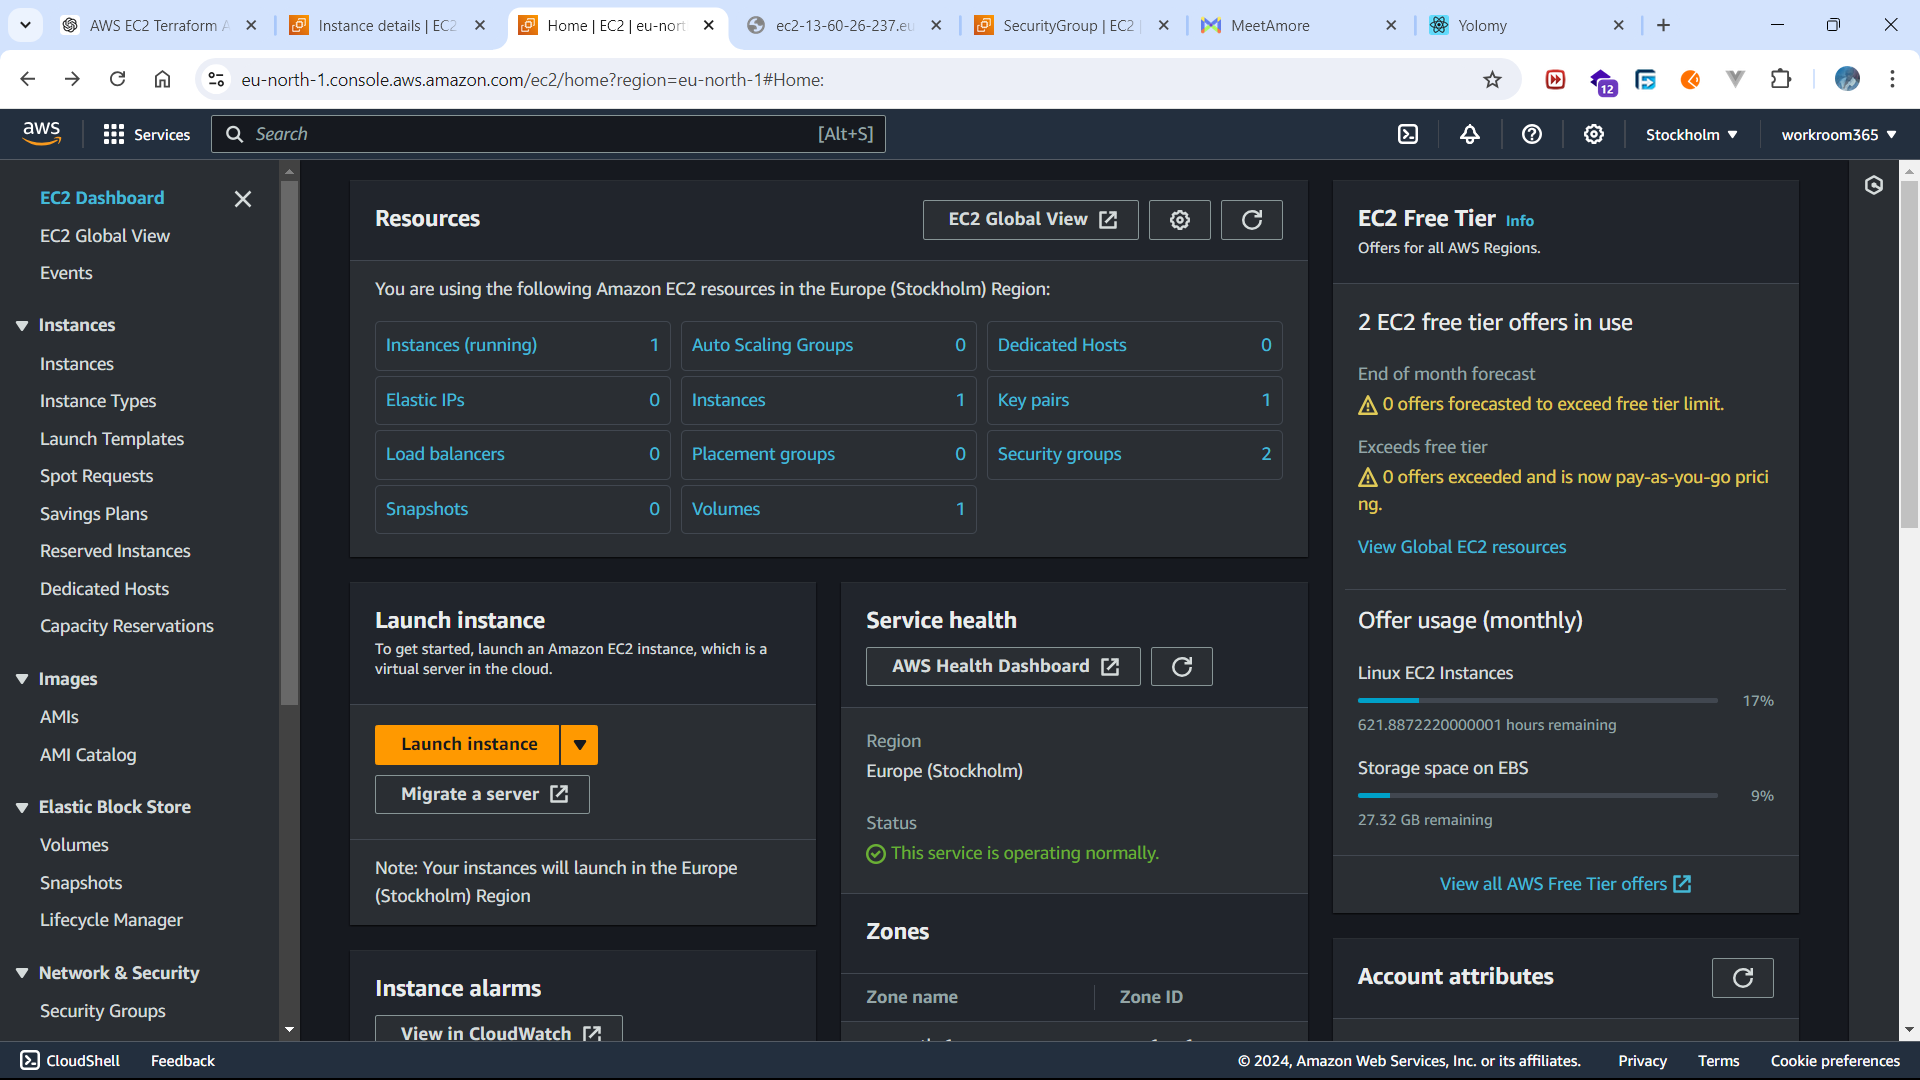 AWS EC2 Terraform A
Instance details | EC2
Home | EC2 | eu-nort
ec2-13-60-26-237.eu
SecurityGroup | EC2 |
MeetAmore
Yolomy
eu-north-1.console.aws.amazon.com/ec2/home?region=eu-north-1#Home:
12
aws
Services
Search
[Alt+S]
Stockholm
workroom365
EC2 Dashboard
EC2 Global View
Events
Instances
Instances
Instance Types
Launch Templates
Spot Requests
Savings Plans
Reserved Instances
Dedicated Hosts
Capacity Reservations
Images
AMIs
AMI Catalog
Elastic Block Store
Volumes
Snapshots
Lifecycle Manager
Network & Security
Security Groups
Resources
EC2 Global View
You are using the following Amazon EC2 resources in the Europe (Stockholm) Region:
Instances (running) 1
Auto Scaling Groups 0
Dedicated Hosts 0
Elastic IPs 0
Instances 1
Key pairs 1
Load balancers 0
Placement groups 0
Security groups 2
Snapshots 0
Volumes 1
Launch instance
To get started, launch an Amazon EC2 instance, which is a
virtual server in the cloud.
Launch instance
Migrate a server
Note: Your instances will launch in the Europe
(Stockholm) Region
Instance alarms
View in CloudWatch
Service health
AWS Health Dashboard
Region
Europe (Stockholm)
Status
This service is operating normally.
Zones
Zone name
Zone ID
EC2 Free Tier Info
Offers for all AWS Regions.
2 EC2 free tier offers in use
End of month forecast
0 offers forecasted to exceed free tier limit.
Exceeds free tier
0 offers exceeded and is now pay-as-you-go prici
ng.
View Global EC2 resources
Offer usage (monthly)
Linux EC2 Instances
17%
621.8872220000001 hours remaining
Storage space on EBS
9%
27.32 GB remaining
View all AWS Free Tier offers
Account attributes
CloudShell
Feedback
© 2024, Amazon Web Services, Inc. or its affiliates.
Privacy
Terms
Cookie preferences